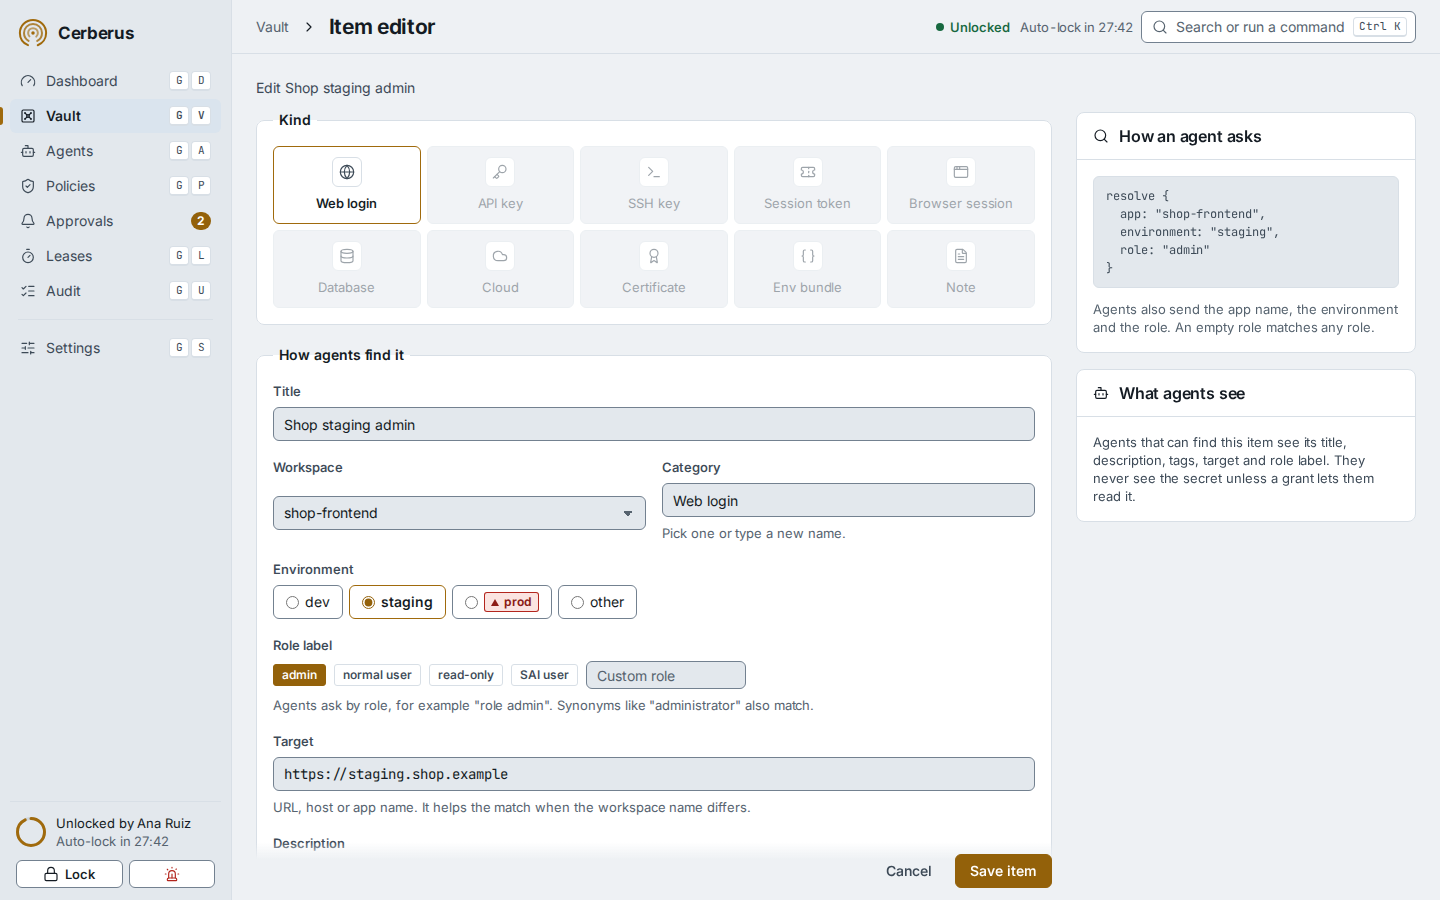 Cerberus
Dashboard G D
Vault G V
Agents G A
Policies G P
Approvals 2
Leases G L
Audit G U
Settings G S
Unlocked by Ana Ruiz
Auto-lock in 27:42
Lock
Vault > Item editor
Unlocked Auto-lock in 27:42
Search or run a command Ctrl K
Edit Shop staging admin
Kind
Web login API key SSH key Session token Browser session
Database Cloud Certificate Env bundle Note
How agents find it
Title
Shop staging admin
Workspace Category
shop-frontend Web login
Pick one or type a new name.
Environment
dev staging prod other
Role label
admin normal user read-only SAI user Custom role
Agents ask by role, for example "role admin". Synonyms like "administrator" also match.
Target
https://staging.shop.example
URL, host or app name. It helps the match when the workspace name differs.
Description
Cancel Save item
How an agent asks
resolve {
app: "shop-frontend",
environment: "staging",
role: "admin"
}
Agents also send the app name, the environment
and the role. An empty role matches any role.
What agents see
Agents that can find this item see its title,
description, tags, target and role label. They
never see the secret unless a grant lets them
read it.